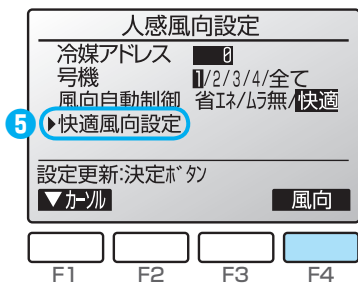 人感風向設定
冷媒アドレス 0
号機 1/2/3/4/全て
風向自動制御 省エネ/ムラ無/快適
5 ▶快適風向設定
設定更新:決定ボタン
▼カーソル 風向
F1 F2 F3 F4